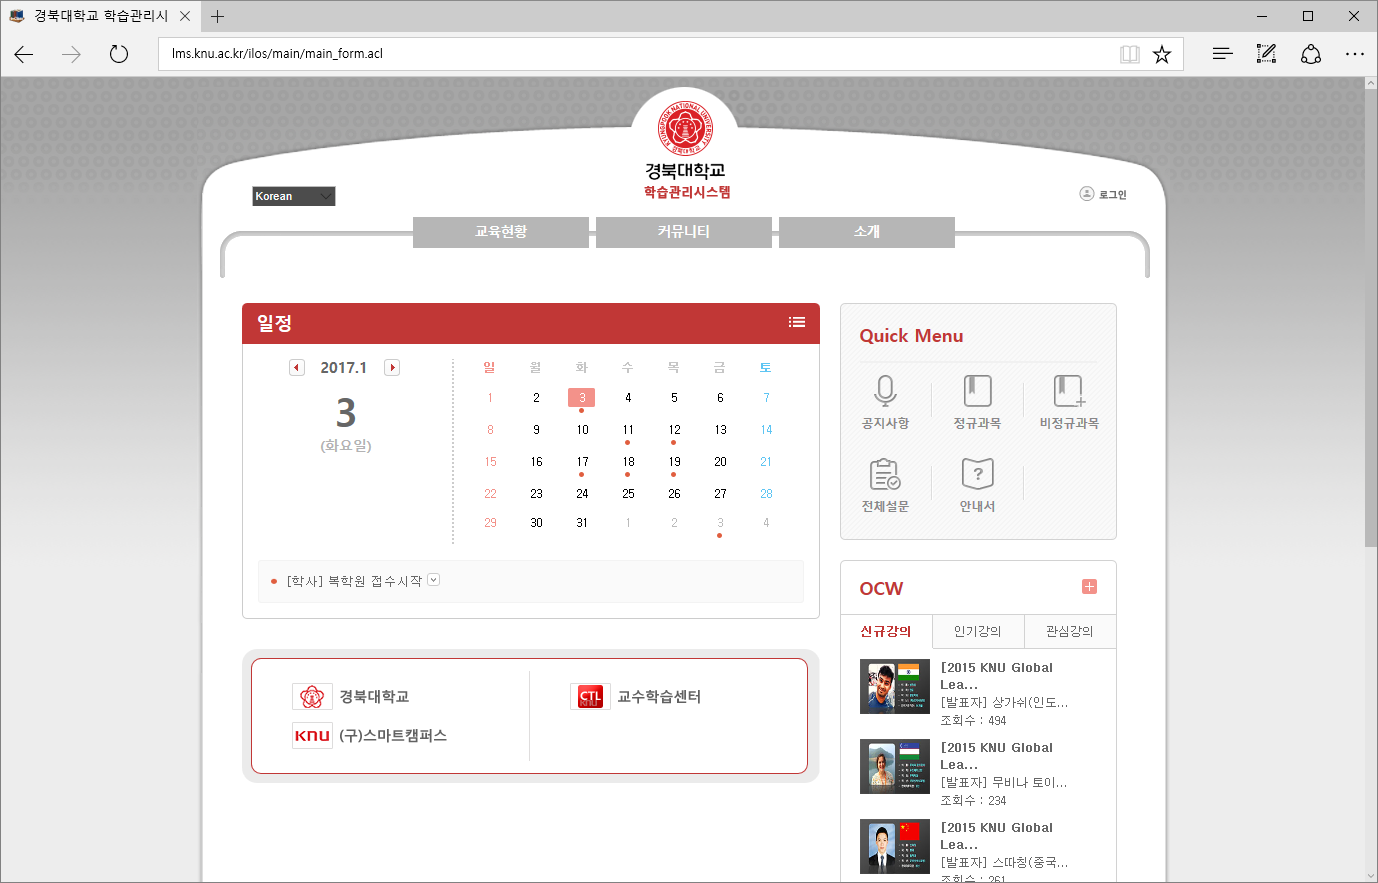 경북대학교 학습관리시
lms.knu.ac.kr/ilos/main/main_form.acl
KYUNGPOOK NATIONAL UNIVERSITY
경북대학교
경북대학교
학습관리시스템
Korean
로그인
교육현황 커뮤니티 소개
일정
2017.1
3
(화요일)
일 월 화 수 목 금 토
1 2 3 4 5 6 7
8 9 10 11 12 13 14
15 16 17 18 19 20 21
22 23 24 25 26 27 28
29 30 31 1 2 3 4
[학사] 복학원 접수시작
경북대학교
CTL
KNU
교수학습센터
KNU
(구)스마트캠퍼스
Quick Menu
공지사항 정규과목 비정규과목
?
전체설문 안내서
OCW
신규강의 인기강의 관심강의
[2015 KNU Global
Lea...
[발표자] 상가쉬(인도...
조회수 : 494
[2015 KNU Global
Lea...
[발표자] 무비나 토이...
조회수 : 234
[2015 KNU Global
Lea...
[발표자] 스따칭(중국...
조회수 : 261